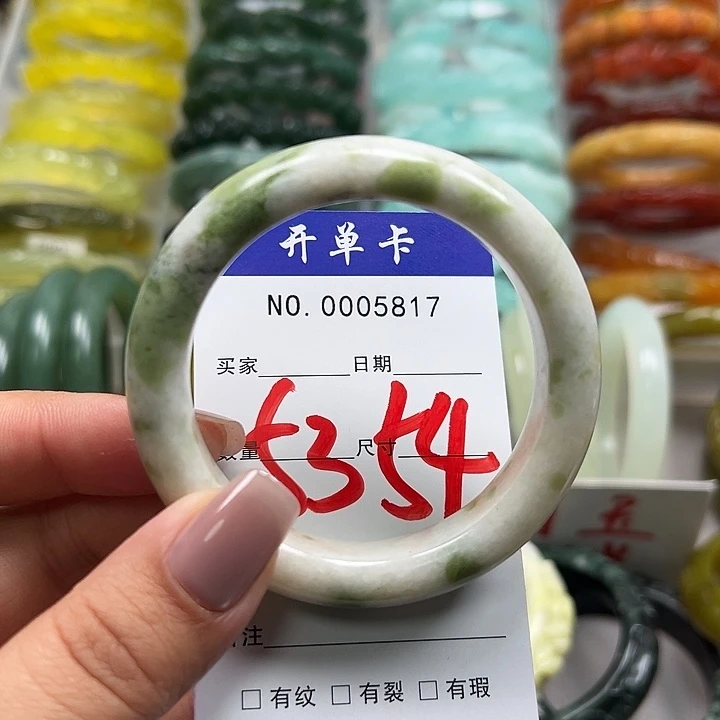 开单卡
NO. 0005817
买家 日期
数量 尺寸
53 54
注
□ 有纹 □ 有裂 □ 有瑕